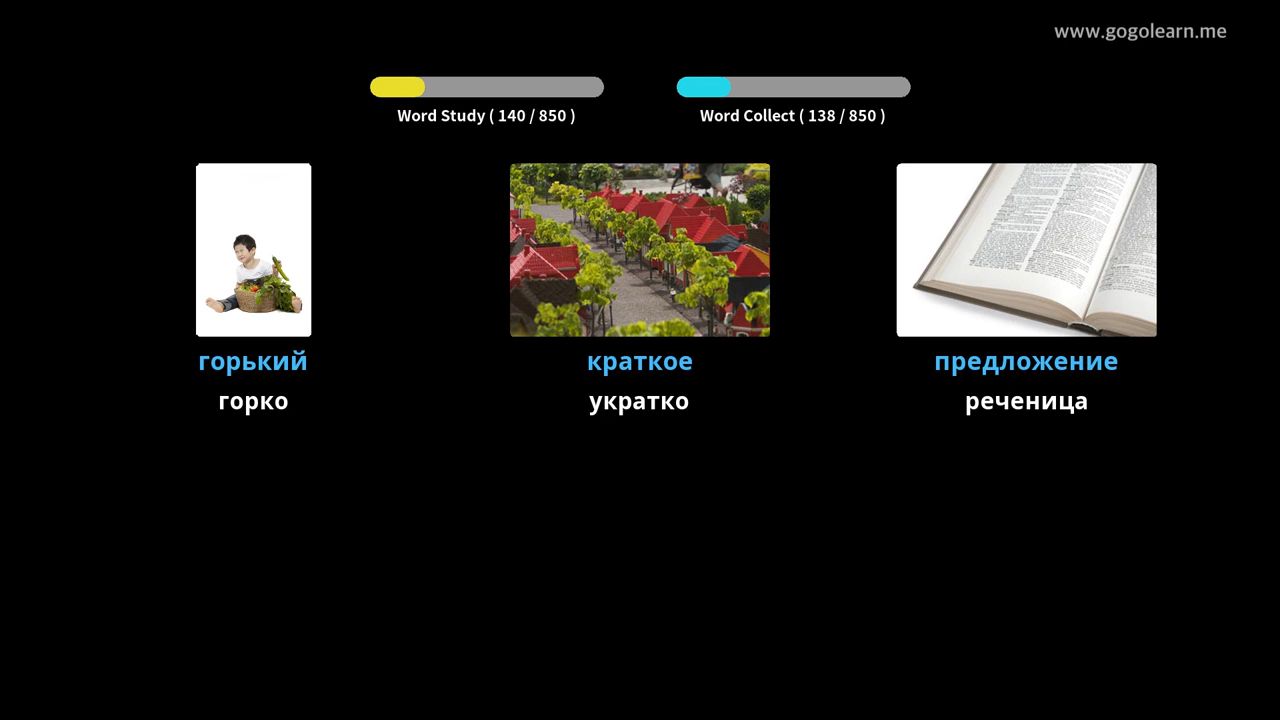 www.gogolearn.me
Word Study ( 140 / 850 )
Word Collect ( 138 / 850 )
горький
горко
краткое
укратко
предложение
реченица